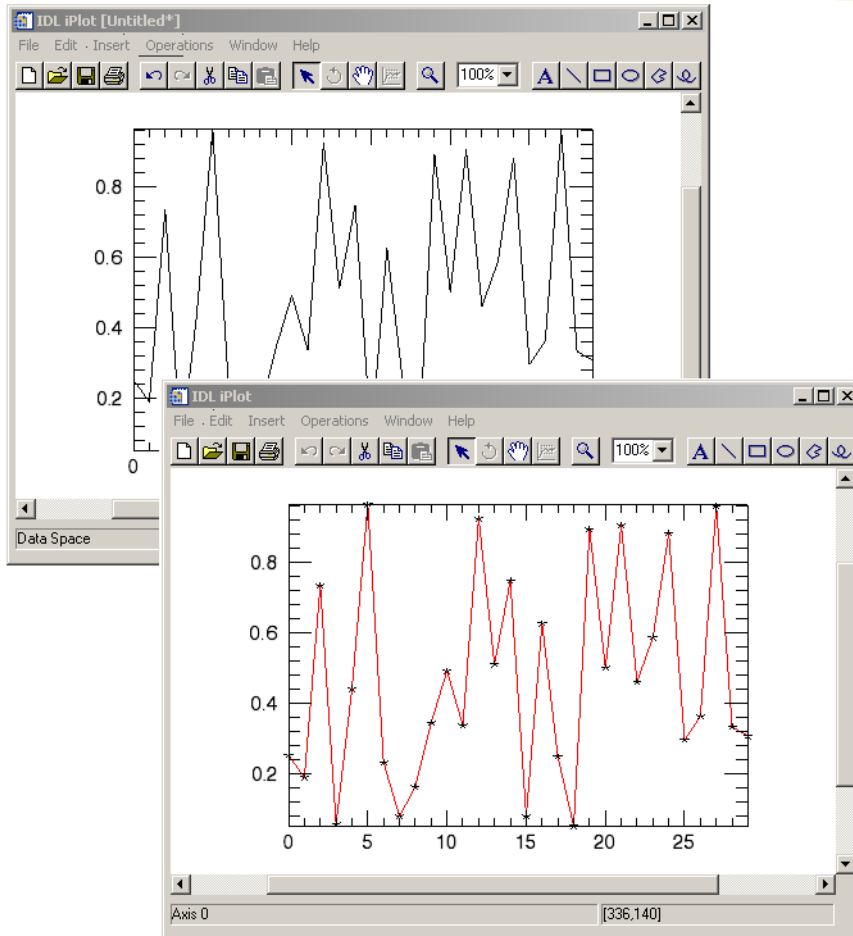 IDL iPlot [Untitled*]
File Edit Insert Operations Window Help
100% A
0.8
0.6
0.4
0.2
0
Data Space
IDL iPlot
File Edit Insert Operations Window Help
100% A
0.8
0.6
0.4
0.2
0 5 10 15 20 25
Axis 0 [336,140]